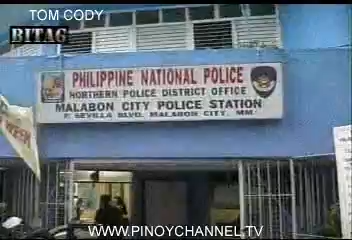 TOM CODY
BITAG
PHILIPPINE NATIONAL POLICE
NORTHERN POLICE DISTRICT OFFICE
MALABON CITY POLICE STATION
P. SEVILLA BLVD. MALABON CITY, MM.
WWW.PINOYCHANNEL.TV